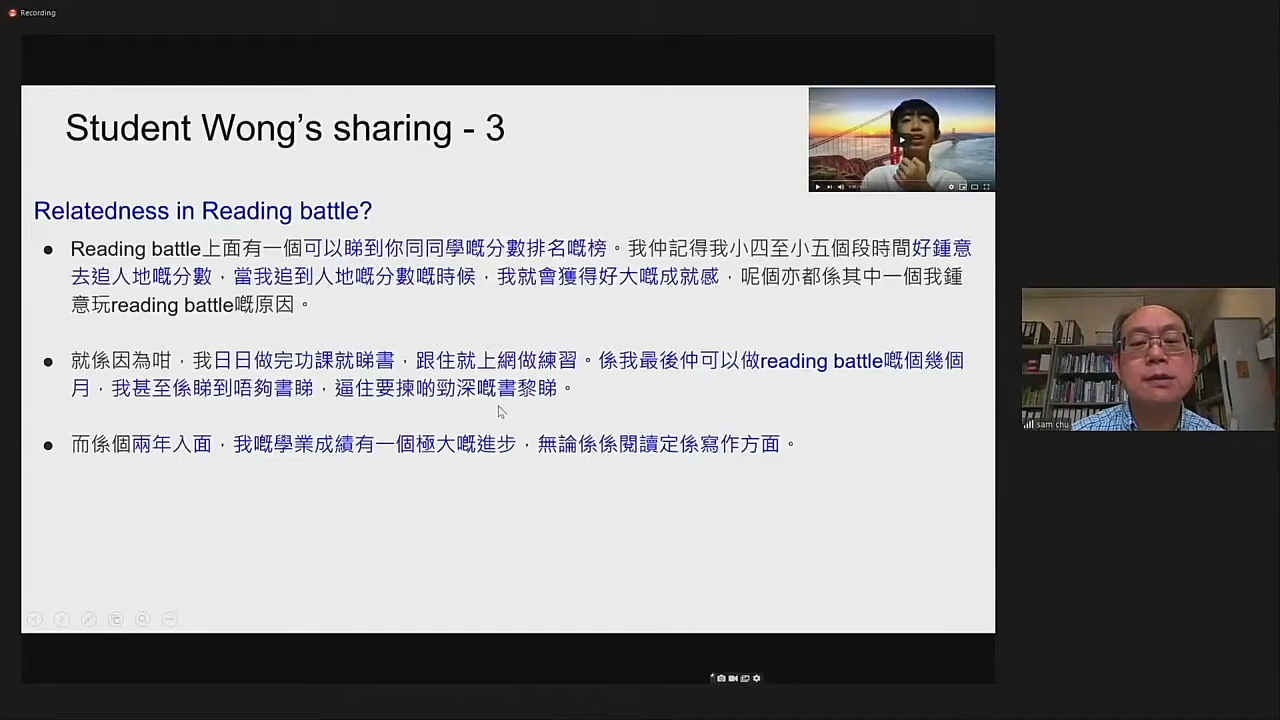 Recording
Student Wong's sharing - 3
Relatedness in Reading battle?
● Reading battle上面有一個可以睇到你同同學嘅分數排名嘅榜。我仲記得我小四至小五個段時間好鍾意
去追人地嘅分數，當我追到人地嘅分數嘅時候，我就會獲得好大嘅成就感，呢個亦都係其中一個我鍾
意玩reading battle嘅原因。
● 就係因為咁，我日日做完功課就睇書，跟住就上網做練習。係我最後仲可以做reading battle嘅個幾個
月，我甚至係睇到唔夠書睇，逼住要揀啲勁深嘅書黎睇。
● 而係個兩年入面，我嘅學業成績有一個極大嘅進步，無論係係閱讀定係寫作方面。
sam chu